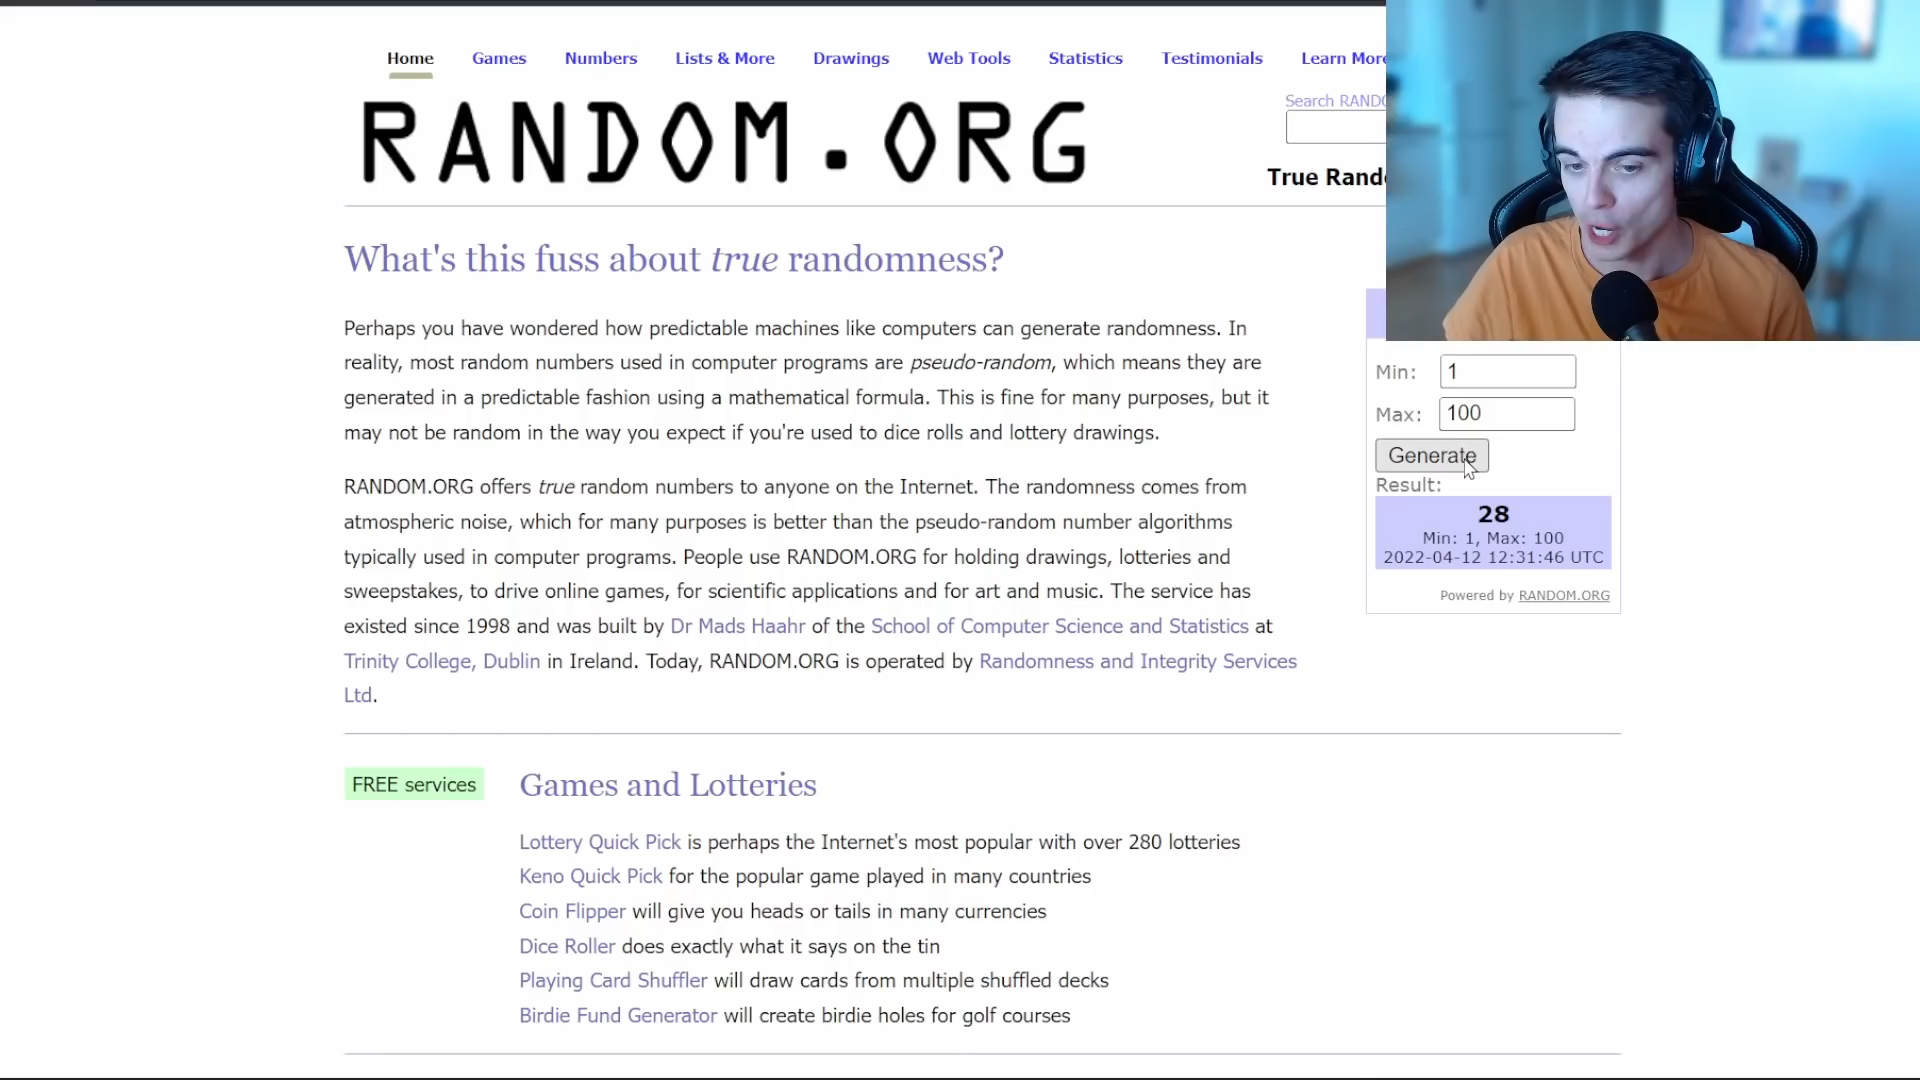 Home Games Numbers Lists & More Drawings Web Tools Statistics Testimonials Learn More
RANDOM.ORG
Search
True
What's this fuss about true randomness?
Perhaps you have wondered how predictable machines like computers can generate randomness. In
reality, most random numbers used in computer programs are pseudo-random, which means they are
generated in a predictable fashion using a mathematical formula. This is fine for many purposes, but it
may not be random in the way you expect if you're used to dice rolls and lottery drawings.
RANDOM.ORG offers true random numbers to anyone on the Internet. The randomness comes from
atmospheric noise, which for many purposes is better than the pseudo-random number algorithms
typically used in computer programs. People use RANDOM.ORG for holding drawings, lotteries and
sweepstakes, to drive online games, for scientific applications and for art and music. The service has
existed since 1998 and was built by Dr Mads Haahr of the School of Computer Science and Statistics at
Trinity College, Dublin in Ireland. Today, RANDOM.ORG is operated by Randomness and Integrity Services
Ltd.
Min: 1
Max: 100
Generate
Result:
28
Min: 1, Max: 100
2022-04-12 12:31:46 UTC
Powered by RANDOM.ORG
FREE services
Games and Lotteries
Lottery Quick Pick is perhaps the Internet's most popular with over 280 lotteries
Keno Quick Pick for the popular game played in many countries
Coin Flipper will give you heads or tails in many currencies
Dice Roller does exactly what it says on the tin
Playing Card Shuffler will draw cards from multiple shuffled decks
Birdie Fund Generator will create birdie holes for golf courses